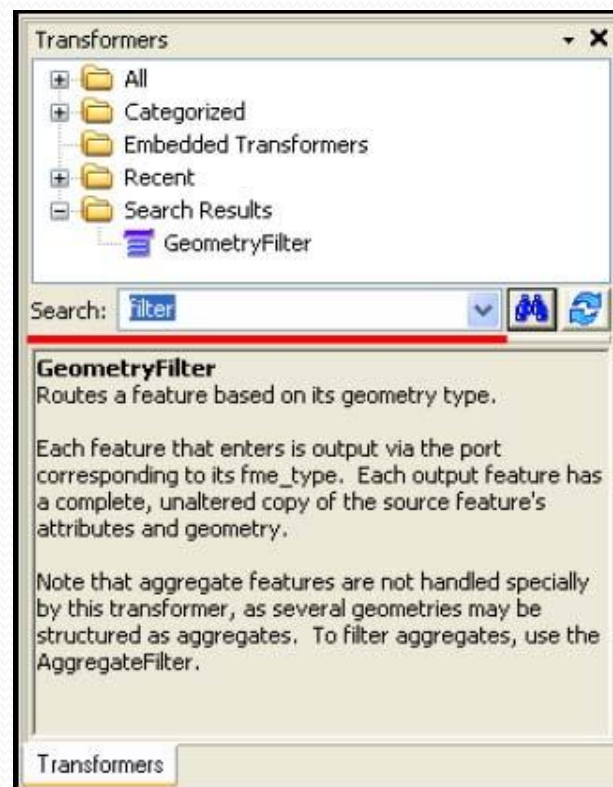 Transformers
All
Categorized
Embedded Transformers
Recent
Search Results
GeometryFilter
Search: filter
GeometryFilter
Routes a feature based on its geometry type.
Each feature that enters is output via the port
corresponding to its fme_type. Each output feature has
a complete, unaltered copy of the source feature's
attributes and geometry.
Note that aggregate features are not handled specially
by this transformer, as several geometries may be
structured as aggregates. To filter aggregates, use the
AggregateFilter.
Transformers